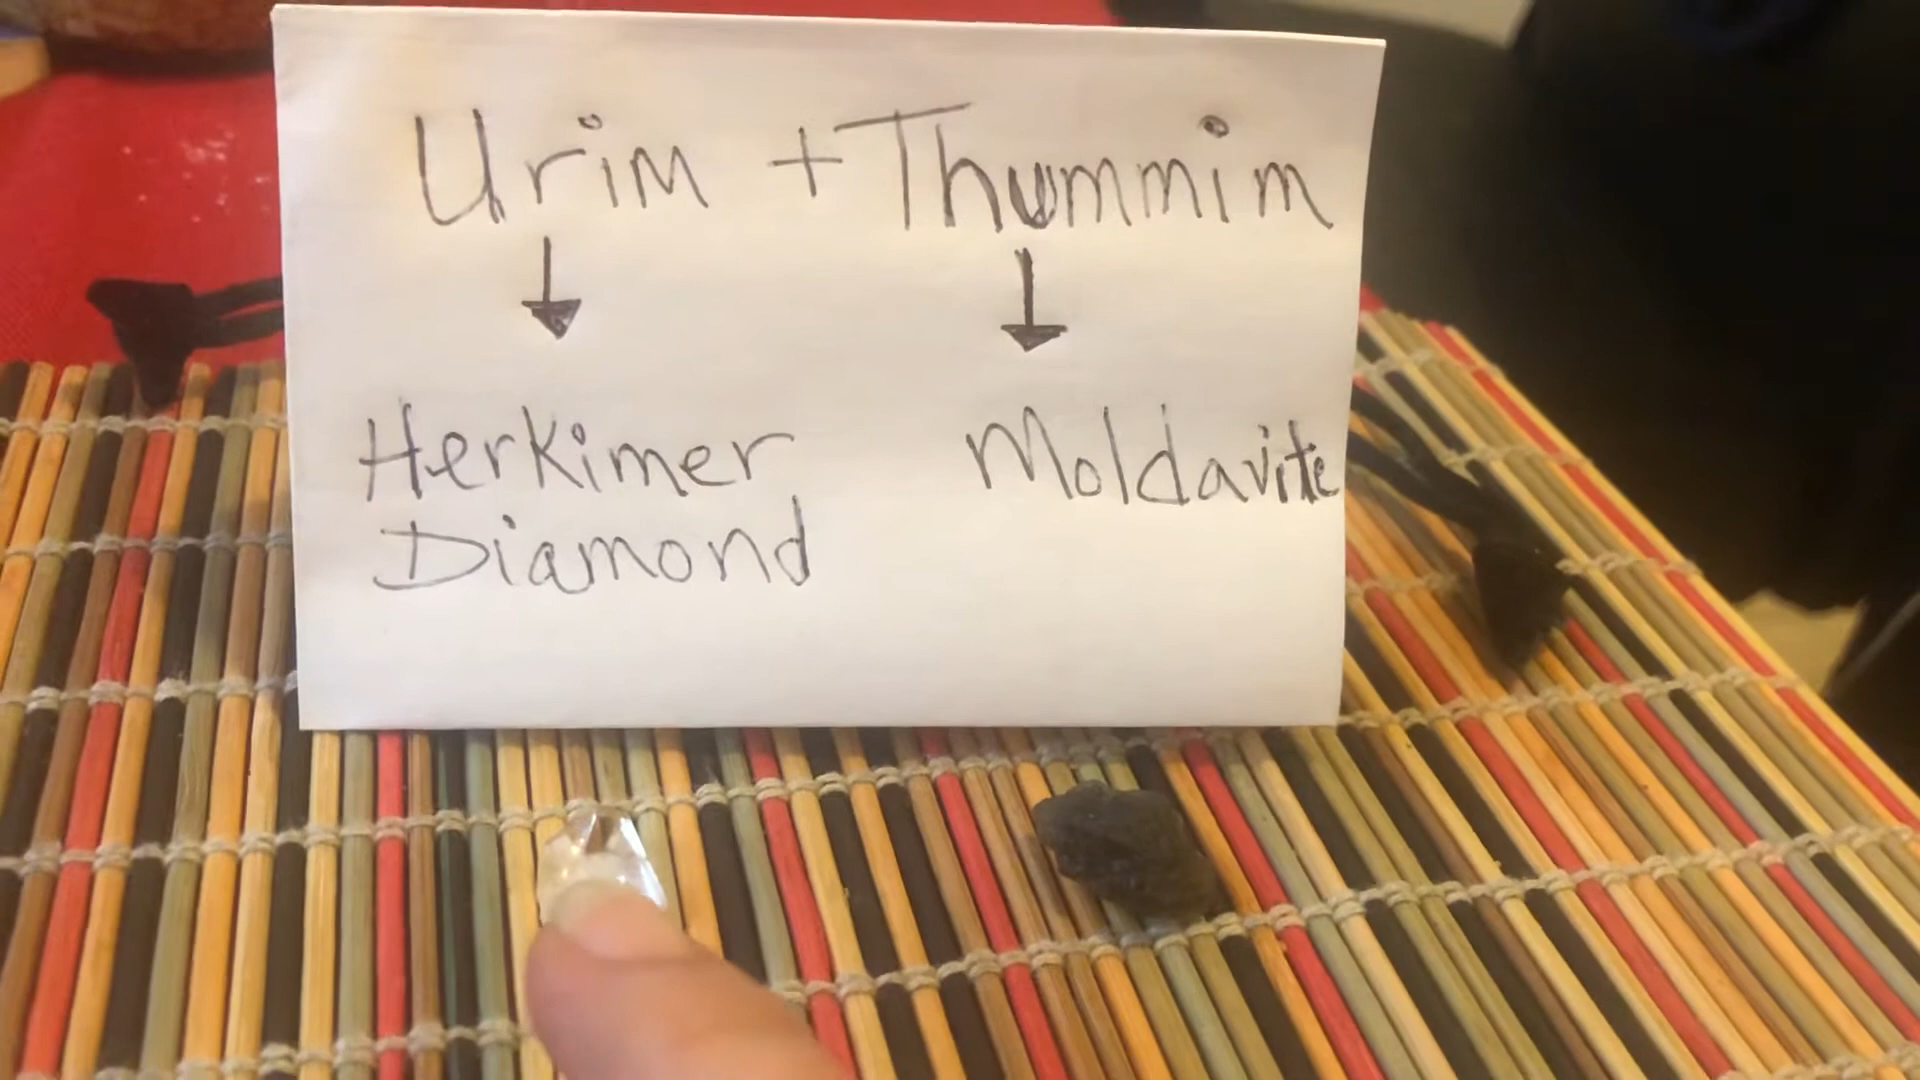 Urim + Thummim
↓ ↓
Herkimer Moldavite
Diamond